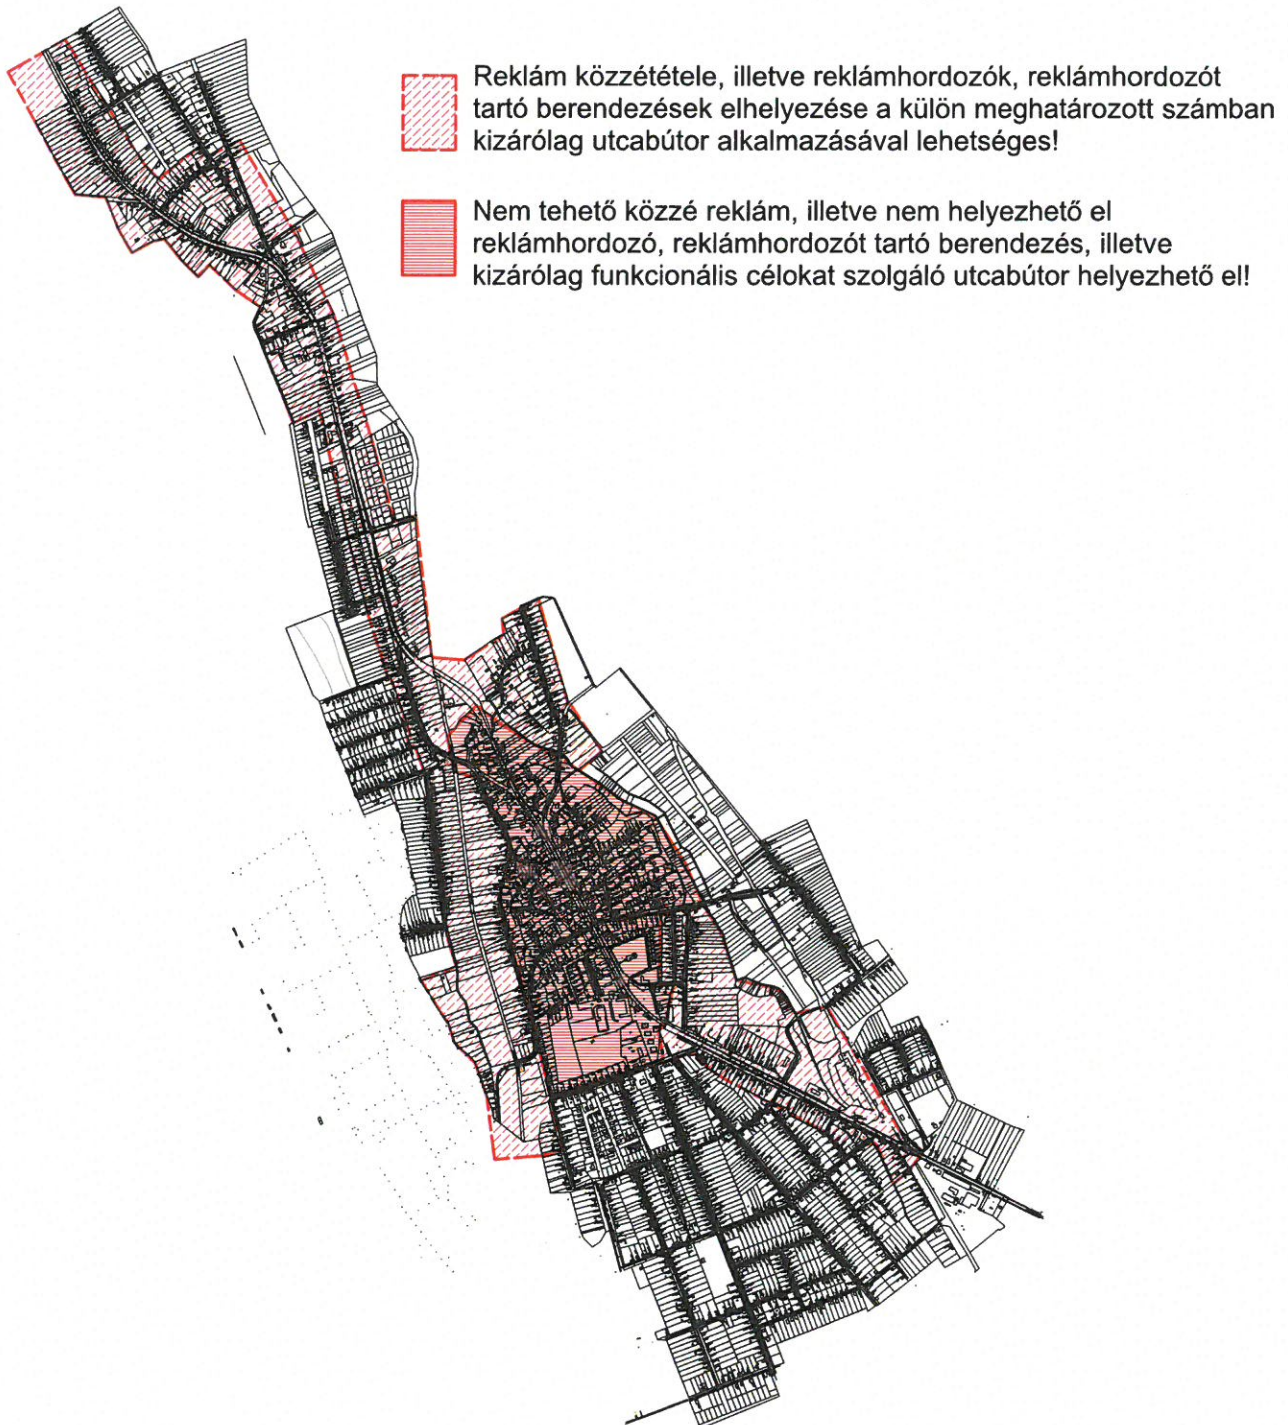 Reklám közzététele, illetve reklámhordozók, reklámhordozót
tartó berendezések elhelyezése a külön meghatározott számban
kizárólag utcabútor alkalmazásával lehetséges!
Nem tehető közzé reklám, illetve nem helyezhető el
reklámhordozó, reklámhordozót tartó berendezés, illetve
kizárólag funkcionális célokat szolgáló utcabútor helyezhető el!